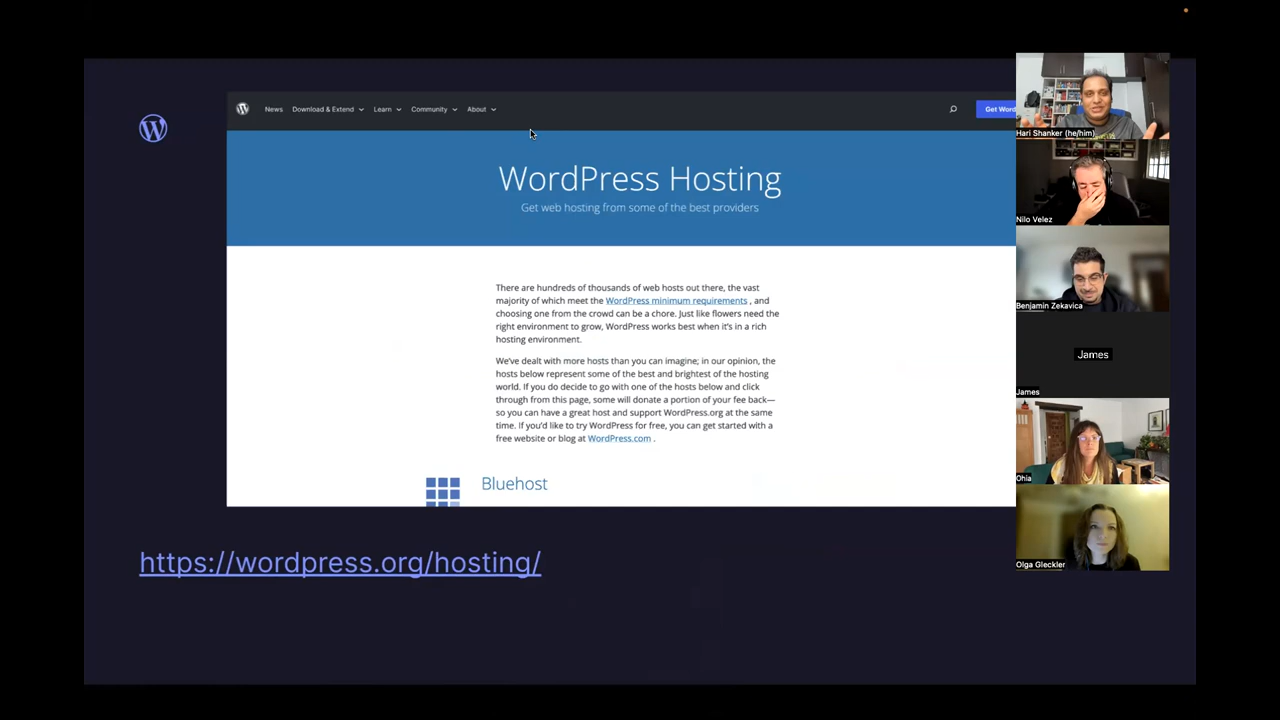 News Download & Extend Learn Community About
Get Word
WordPress Hosting
Get web hosting from some of the best providers
There are hundreds of thousands of web hosts out there, the vast
majority of which meet the WordPress minimum requirements , and
choosing one from the crowd can be a chore. Just like flowers need the
right environment to grow, WordPress works best when it's in a rich
hosting environment.
We've dealt with more hosts than you can imagine; in our opinion, the
hosts below represent some of the best and brightest of the hosting
world. If you do decide to go with one of the hosts below and click
through from this page, some will donate a portion of your fee back—
so you can have a great host and support WordPress.org at the same
time. If you'd like to try WordPress for free, you can get started with a
free website or blog at WordPress.com .
Bluehost
https://wordpress.org/hosting/
Hari Shanker (he/him)
Nilo Velez
Benjamin Zekavica
James
James
Ohia
Olga Gleckler